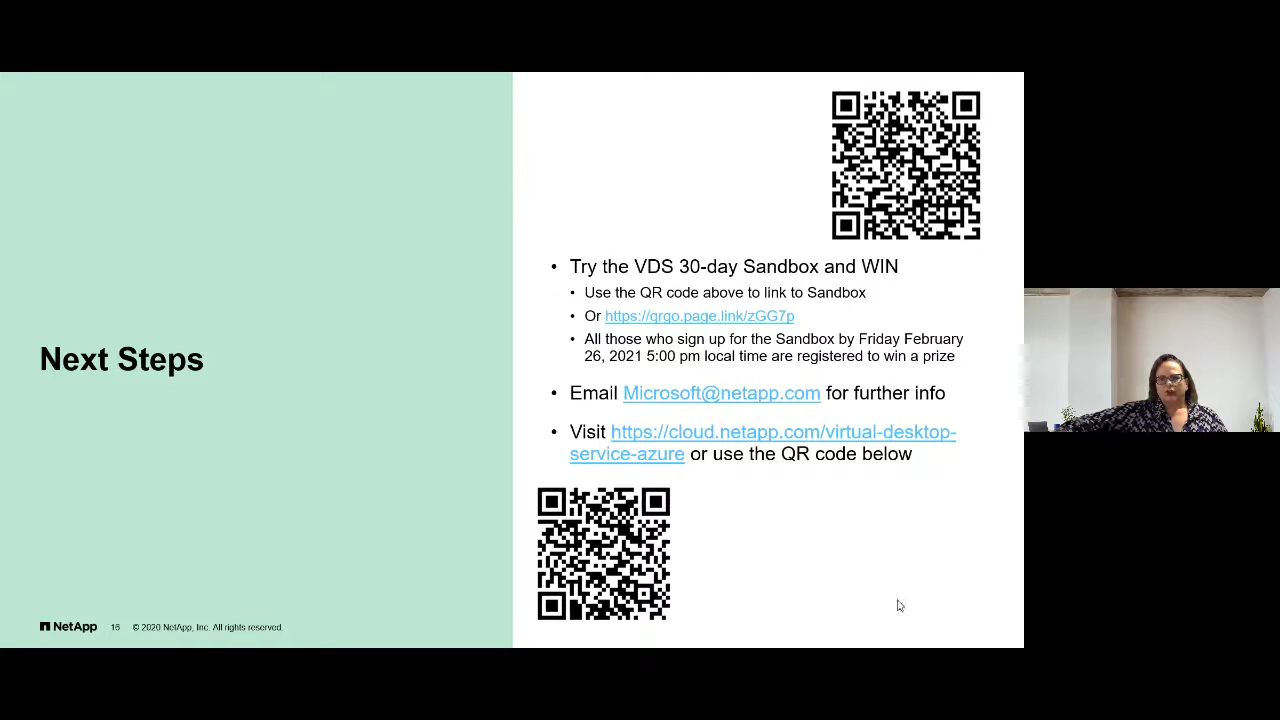 Next Steps
Try the VDS 30-day Sandbox and WIN
Use the QR code above to link to Sandbox
Or https://qrgo.page.link/zGG7p
All those who sign up for the Sandbox by Friday February
26, 2021 5:00 pm local time are registered to win a prize
Email Microsoft@netapp.com for further info
Visit https://cloud.netapp.com/virtual-desktop-
service-azure or use the QR code below
NetApp 16 © 2020 NetApp, Inc. All rights reserved.